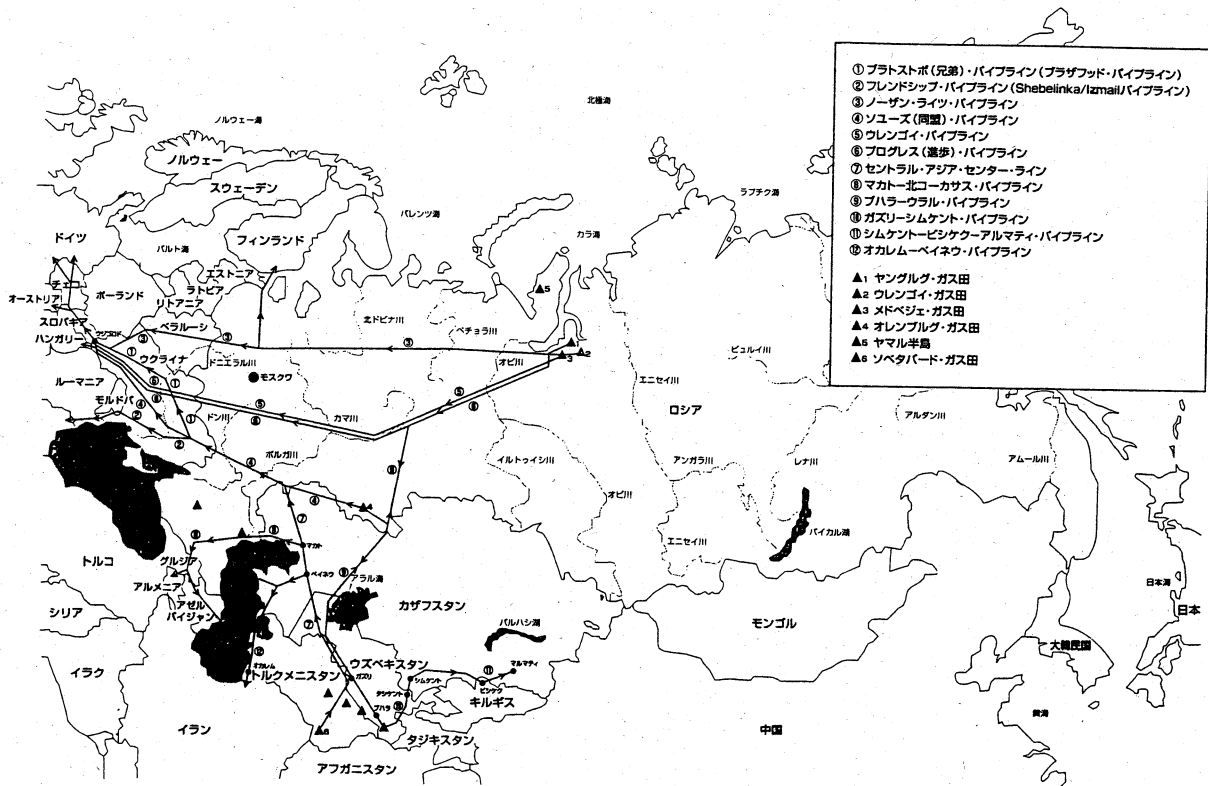 ①ブラトストボ(兄弟)・パイプライン(ブラザフッド・パイプライン)
②フレンドシップ・パイプライン(Shebelinka/Izmailパイプライン)
③ノーザン・ライツ・パイプライン
④ソユーズ(同盟)・パイプライン
⑤ウレンゴイ・パイプライン
⑥プログレス(進歩)・パイプライン
⑦セントラル・アジア・センター・ライン
⑧マカトー北コーカサス・パイプライン
⑨ブハラーウラル・パイプライン
⑩ガズリーシムケント・パイプライン
⑪シムケントービシケクーアルマティ・パイプライン
⑫オカレムーベイネウ・パイプライン
▲1 ヤングルグ・ガス田
▲2 ウレンゴイ・ガス田
▲3 メドベジェ・ガス田
▲4 オレンブルグ・ガス田
▲5 ヤマル半島
▲6 ソベタバード・ガス田
北極海
ノルウェー海
ノルウェー
スウェーデン
バレンツ海
ラプチク海
カラ海
ドイツ
バルト海
フィンランド
エストニア
ラトビア
リトアニア
チェコ
ポーランド
オーストリア
スロバキア
ベラルーシ
ハンガリー
ウジゴロド
ウクライナ
ドニエラル川
モスクワ
北ドビナ川
ペチョラ川
オビ川
ルーマニア
モルドバ
ドン川
カマ川
ボルガ川
エニセイ川
ロシア
ビュルイ川
アルダン川
イルトゥイシ川
アンガラ川
レナ川
アムール川
オビ川
エニセイ川
バイカル湖
トルコ
グルジア
アルメニア
アゼル
バイジャン
マカト
ベイネウ
アラル海
カザフスタン
バルハシ湖
モンゴル
日本海
日本
大韓民国
黄海
シリア
イラク
イラン
オカレム
トルクメニスタン
ウズベキスタン
ガズリ
シムケント
タシケント
ブハラ
ビシケク
マルマティ
キルギス
タジキスタン
アフガニスタン
中国